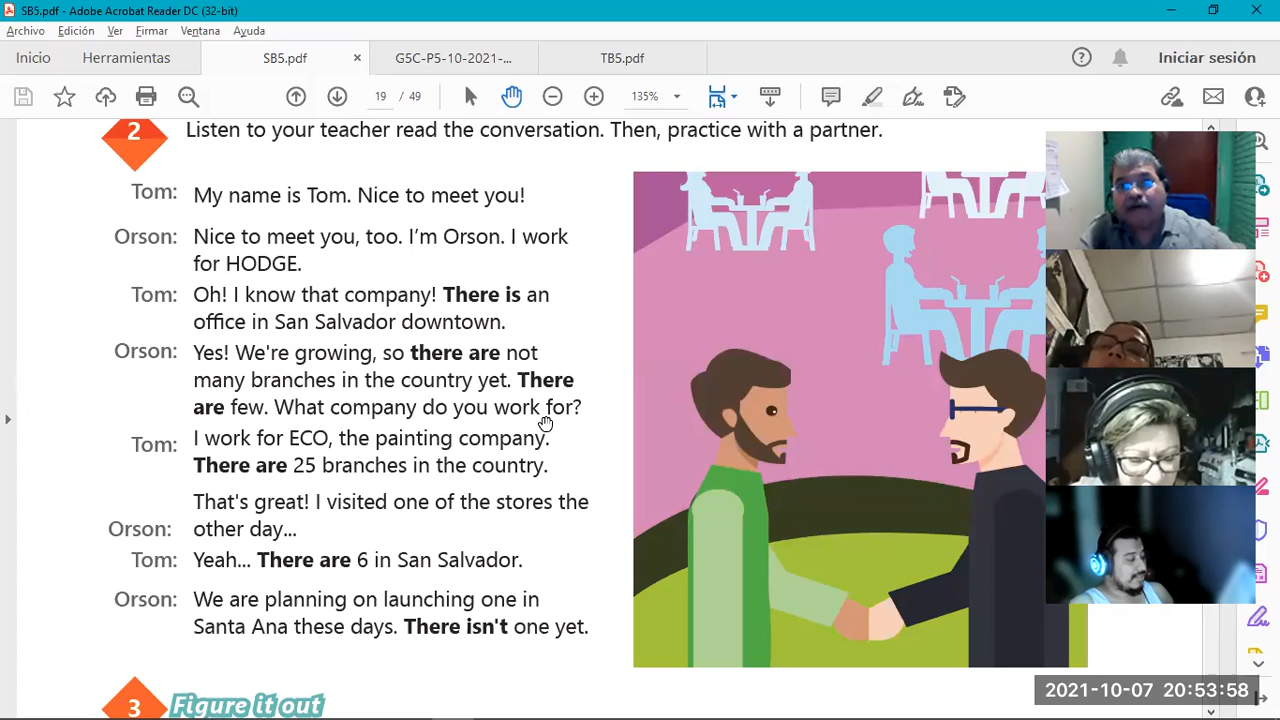 SB5.pdf - Adobe Acrobat Reader DC (32-bit)
Archivo Edición Ver Firmar Ventana Ayuda
Inicio Herramientas SB5.pdf × G5C-P5-10-2021-... TB5.pdf Iniciar sesión
19 / 49 135%
2 Listen to your teacher read the conversation. Then, practice with a partner.
Tom: My name is Tom. Nice to meet you!
Orson: Nice to meet you, too. I'm Orson. I work
for HODGE.
Tom: Oh! I know that company! There is an
office in San Salvador downtown.
Orson: Yes! We're growing, so there are not
many branches in the country yet. There
are few. What company do you work for?
Tom: I work for ECO, the painting company.
There are 25 branches in the country.
That's great! I visited one of the stores the
Orson: other day...
Tom: Yeah... There are 6 in San Salvador.
Orson: We are planning on launching one in
Santa Ana these days. There isn't one yet.
3 Figure it out
2021-10-07 20:53:58